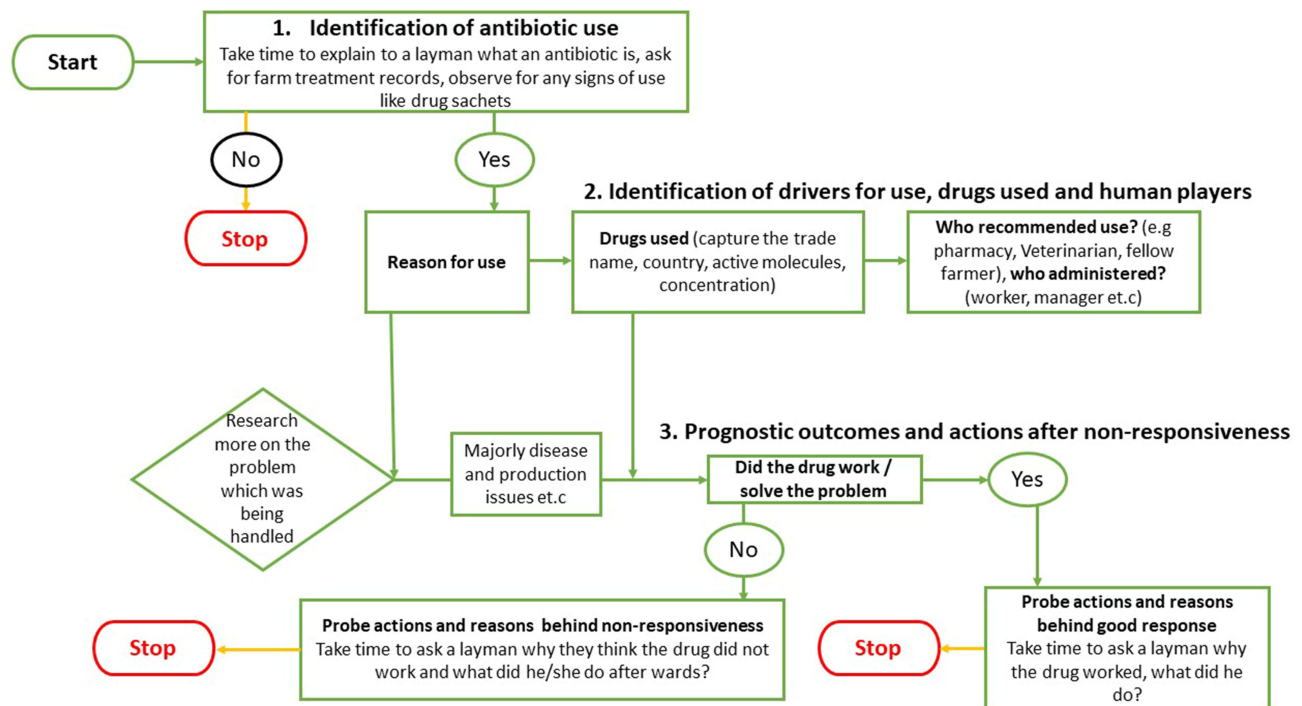 1. Identification of antibiotic use
Take time to explain to a layman what an antibiotic is, ask
for farm treatment records, observe for any signs of use
like drug sachets
Start
No
Yes
Stop
2. Identification of drivers for use, drugs used and human players
Reason for use
Drugs used (capture the trade
name, country, active molecules,
concentration)
Who recommended use? (e.g
pharmacy, Veterinarian, fellow
farmer), who administered?
(worker, manager et.c)
Research
more on the
problem
which was
being
handled
Majorly disease
and production
issues et.c
3. Prognostic outcomes and actions after non-responsiveness
Did the drug work /
solve the problem
Yes
No
Probe actions and reasons behind non-responsiveness
Take time to ask a layman why they think the drug did not
work and what did he/she do after wards?
Stop
Probe actions and reasons
behind good response
Take time to ask a layman why
the drug worked, what did he
do?
Stop